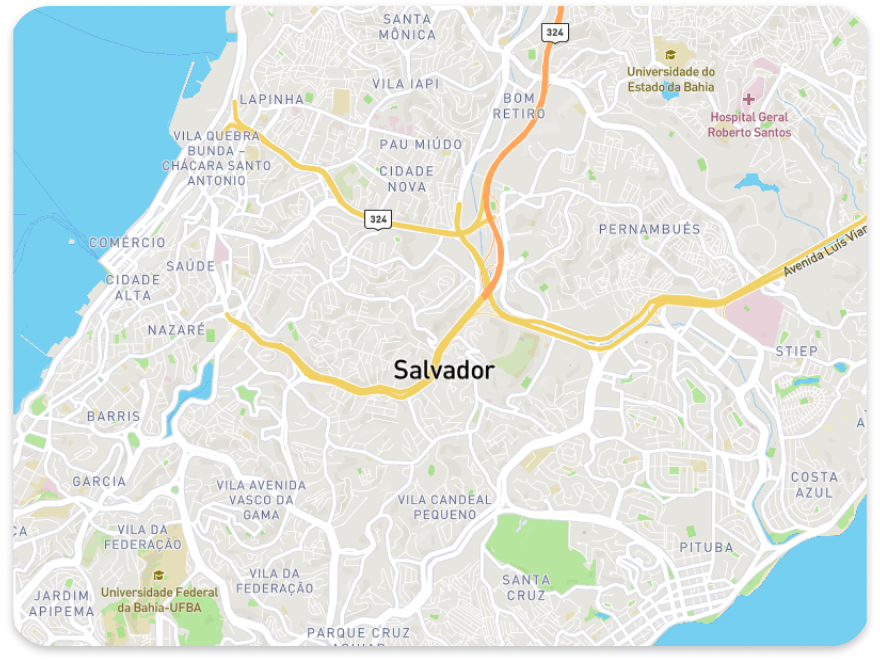 SANTA
MÔNICA
324
VILA IAPI
LAPINHA
BOM
RETIRO
Universidade do
Estado da Bahia
Hospital Geral
Roberto Santos
VILA QUEBRA
BUNDA –
CHÁCARA SANTO
ANTONIO
PAU MIÚDO
CIDADE
NOVA
324
PERNAMBUÉS
COMÉRCIO
SAÚDE
CIDADE
ALTA
Avenida Luís Vian
NAZARÉ
Salvador
STIEP
BARRIS
A
GARCIA
VILA AVENIDA
VASCO DA
GAMA
VILA CANDEAL
PEQUENO
COSTA
AZUL
CA
VILA DA
FEDERAÇÃO
PITUBA
VILA DA
FEDERAÇÃO
SANTA
CRUZ
JARDIM
APIPEMA
Universidade Federal
da Bahia-UFBA
PARQUE CRUZ
AGUIAR